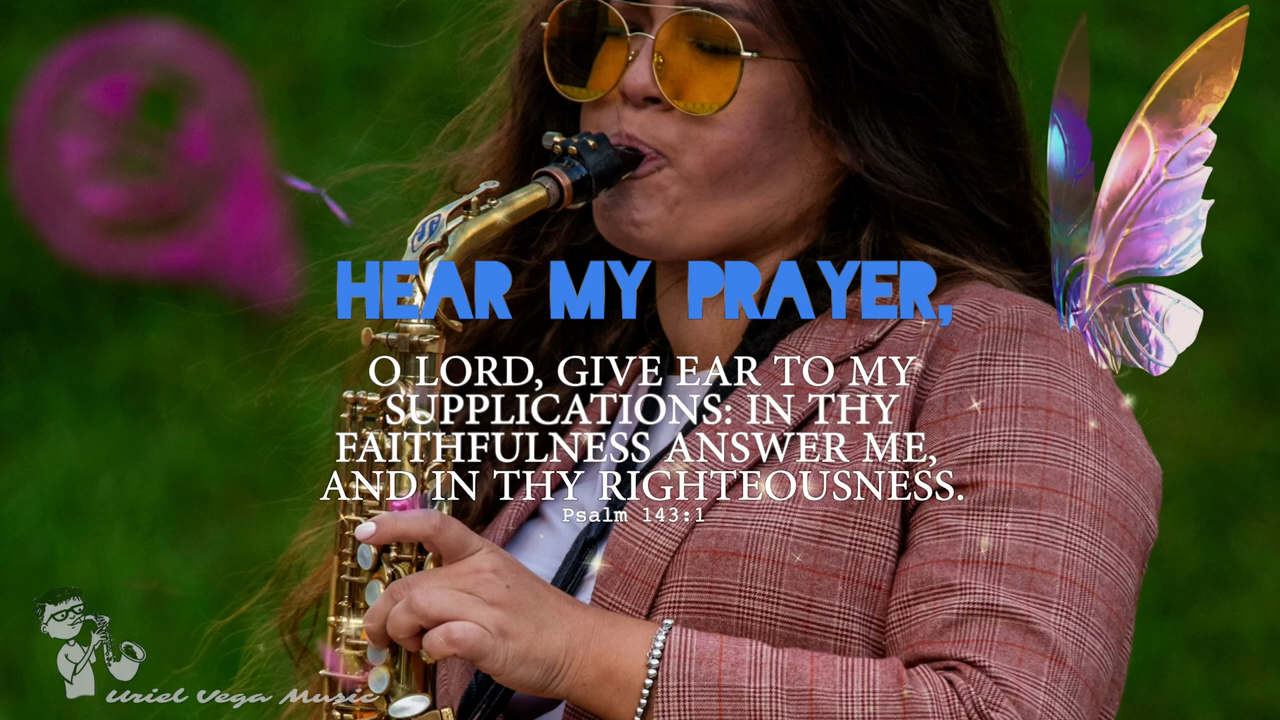 HEAR MY PRAYER,
O LORD, GIVE EAR TO MY
SUPPLICATIONS: IN THY
FAITHFULNESS ANSWER ME,
AND IN THY RIGHTEOUSNESS.
Psalm 143:1
Uriel Vega Music